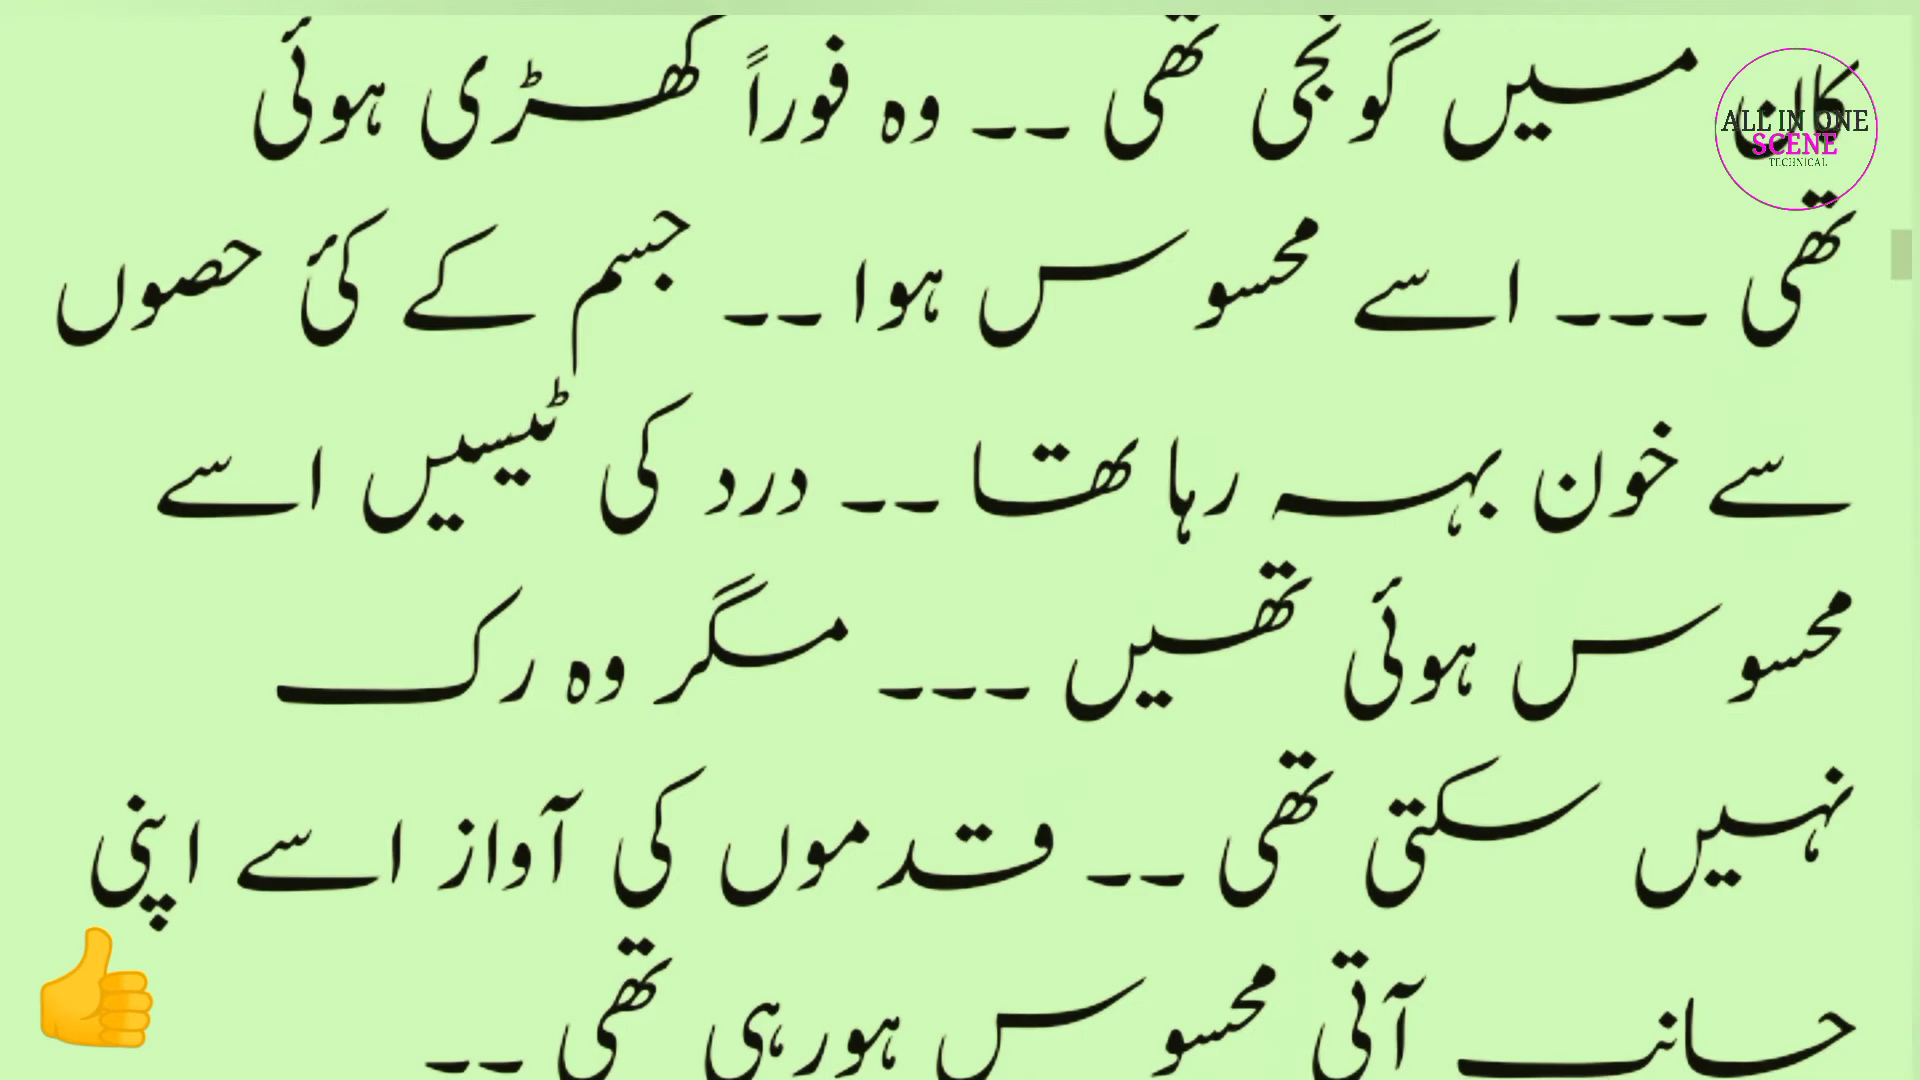 کان میں گونجی تھی ۔۔ وہ فوراً کھڑی ہوئی
تھی ۔۔۔ اسے محسوس ہوا ۔۔ جسم کے کئ حصوں
سے خون بہہ رہا تھا ۔۔ درد کی ٹیسیں اسے
محسوس ہوئی تھیں ۔۔۔ مگر وہ رک
نہیں سکتی تھی ۔۔ قدموں کی آواز اسے اپنی
جانب آتی محسوس ہورہی تھی ۔۔
ALL IN ONE
SCENE
TECHNICAL